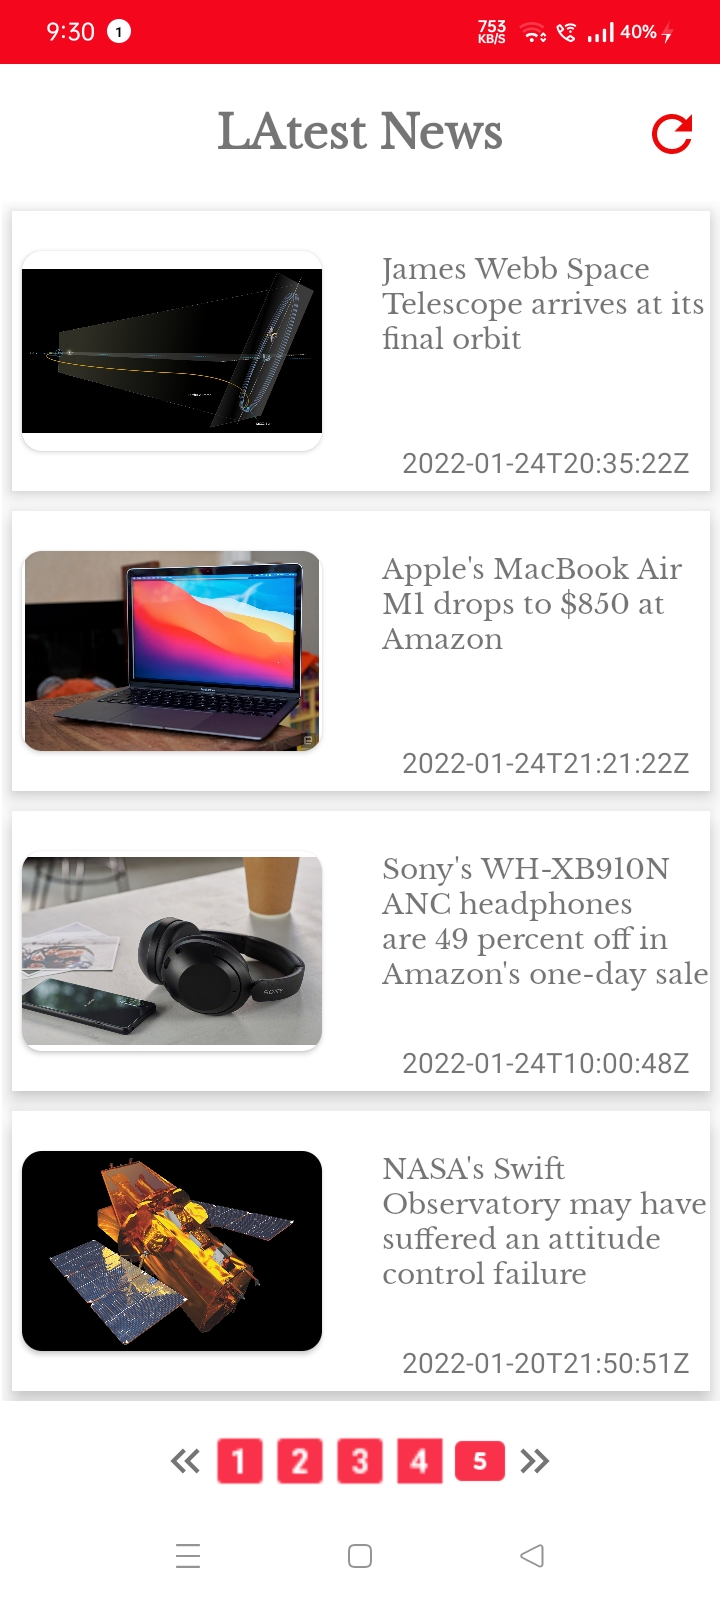 9:30 1 753 KB/S 40%
LAtest News
James Webb Space
Telescope arrives at its
final orbit
2022-01-24T20:35:22Z
Apple's MacBook Air
M1 drops to $850 at
Amazon
2022-01-24T21:21:22Z
Sony's WH-XB910N
ANC headphones
are 49 percent off in
Amazon's one-day sale
SONY
2022-01-24T10:00:48Z
NASA's Swift
Observatory may have
suffered an attitude
control failure
2022-01-20T21:50:51Z
1 2 3 4 5